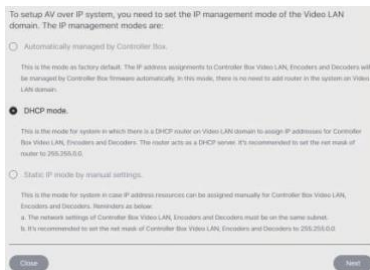 To setup AV over IP system, you need to set the IP management mode of the Video LAN
domain. The IP management modes are:
Automatically managed by Controller Box.
This is the mode as factory default. The IP address assignments to Controller Box Video LAN, Encoders and Decoders will
be managed by Controller Box firmware automatically. In this mode, there is no need to add router in the system on Video
LAN domain.
DHCP mode.
This is the mode for system in which there is a DHCP router on Video LAN domain to assign IP addresses for Controller
Box Video LAN, Encoders and Decoders. The router acts as a DHCP server. It's recommended to set the net mask of
router to 255.255.0.0.
Static IP mode by manual settings.
This is the mode for system in case IP address resources can be assigned manually for Controller Box Video LAN,
Encoders and Decoders. Reminders as below:
a. The network settings of Controller Box Video LAN, Encoders and Decoders must be on the same subnet.
b. It's recommended to set the net mask of Controller Box Video LAN, Encoders and Decoders to 255.255.0.0.
Close
Next